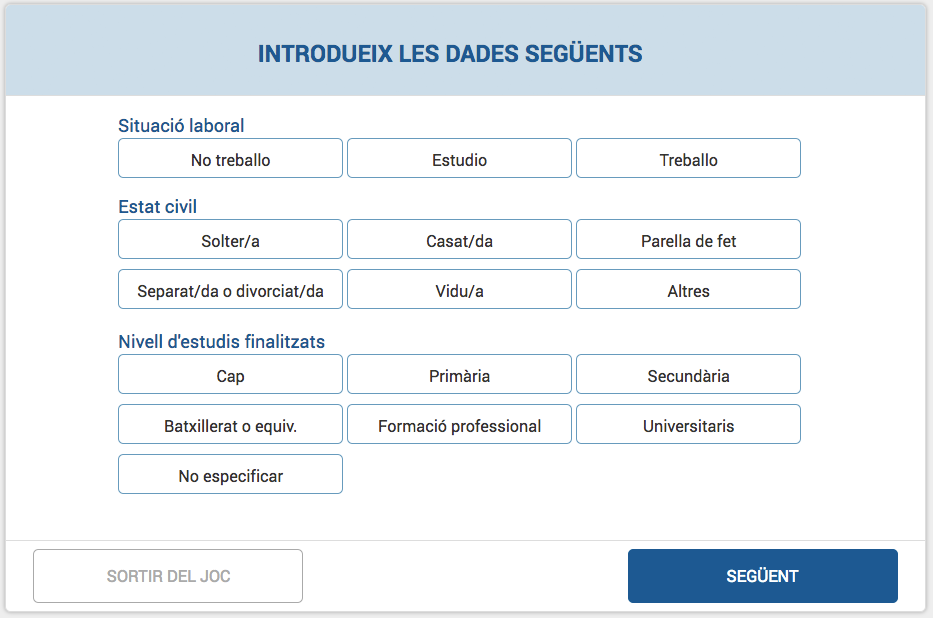 INTRODUEIX LES DADES SEGÜENTS
Situació laboral
No treballo Estudio Treballo
Estat civil
Solter/a Casat/da Parella de fet
Separat/da o divorciat/da Vidu/a Altres
Nivell d'estudis finalitzats
Cap Primària Secundària
Batxillerat o equiv. Formació professional Universitaris
No especificar
SORTIR DEL JOC SEGÜENT